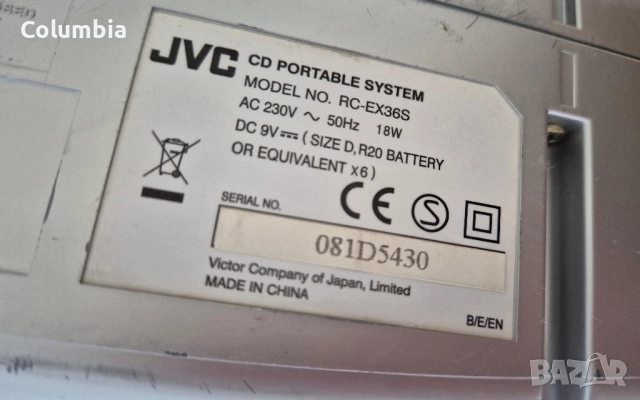 Columbia
JVC CD PORTABLE SYSTEM
MODEL NO. RC-EX36S
AC 230V ~ 50Hz 18W
DC 9V⎓ (SIZE D, R20 BATTERY
OR EQUIVALENT x6)
CE S
SERIAL NO.
081D5430
Victor Company of Japan, Limited
MADE IN CHINA
B/E/EN
BAZAR